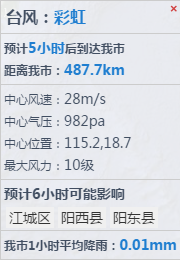 台风：彩虹
预计5小时后到达我市
距离我市：487.7km
中心风速：28m/s
中心气压：982pa
中心位置：115.2,18.7
最大风力：10级
预计6小时可能影响
江城区 阳西县 阳东县
我市1小时平均降雨：0.01mm